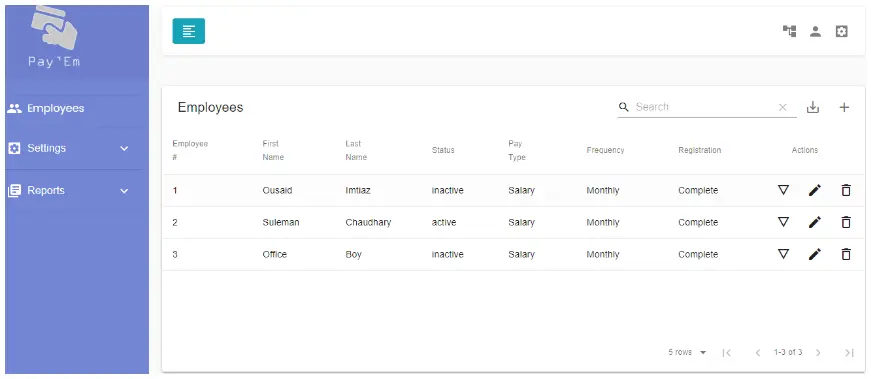 Pay'Em
Employees
Settings
Reports
Employees
Search
Employee
#
First
Name
Last
Name
Status
Pay
Type
Frequency
Registration
Actions
1 Ousaid Imtiaz inactive Salary Monthly Complete
2 Suleman Chaudhary active Salary Monthly Complete
3 Office Boy inactive Salary Monthly Complete
5 rows 1-3 of 3